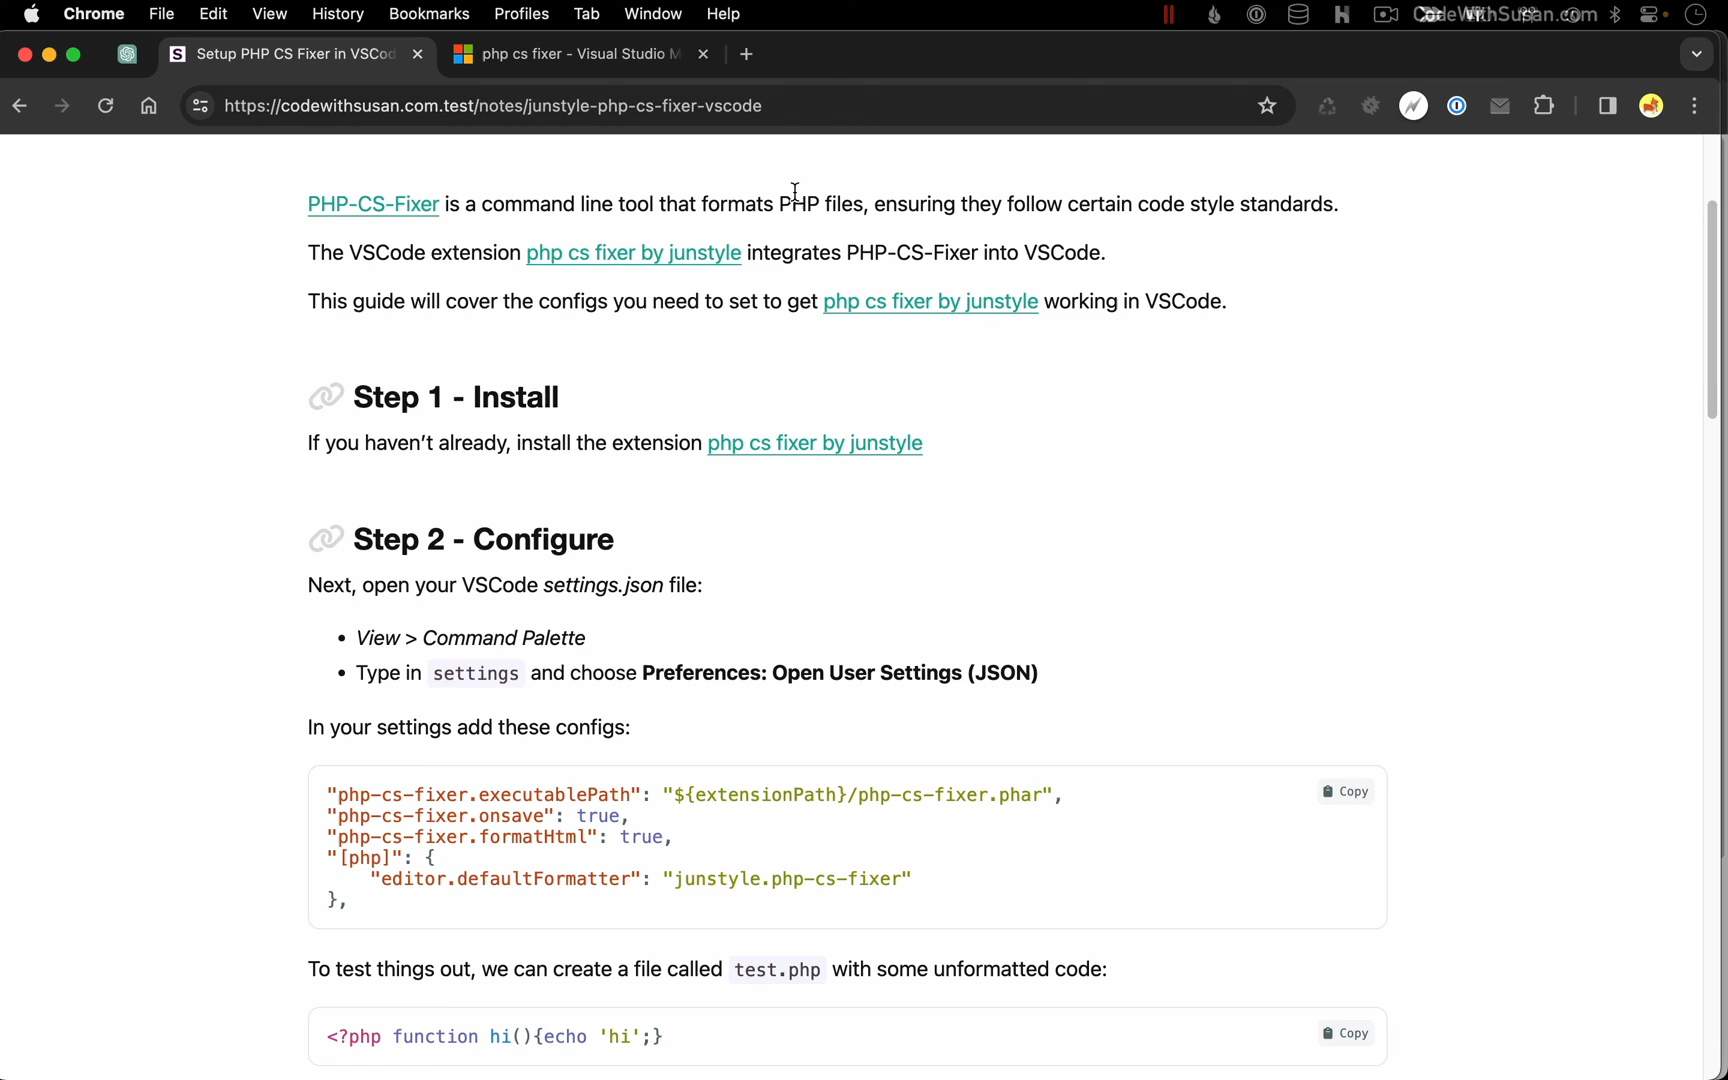 Chrome File Edit View History Bookmarks Profiles Tab Window Help CodeWithSusan.com
Setup PHP CS Fixer in VSCod php cs fixer - Visual Studio M
https://codewithsusan.com.test/notes/junstyle-php-cs-fixer-vscode
PHP-CS-Fixer is a command line tool that formats PHP files, ensuring they follow certain code style standards.
The VSCode extension php cs fixer by junstyle integrates PHP-CS-Fixer into VSCode.
This guide will cover the configs you need to set to get php cs fixer by junstyle working in VSCode.
Step 1 - Install
If you haven't already, install the extension php cs fixer by junstyle
Step 2 - Configure
Next, open your VSCode settings.json file:
• View > Command Palette
• Type in settings and choose Preferences: Open User Settings (JSON)
In your settings add these configs:
"php-cs-fixer.executablePath": "${extensionPath}/php-cs-fixer.phar",
Copy
"php-cs-fixer.onsave": true,
"php-cs-fixer.formatHtml": true,
"[php]": {
"editor.defaultFormatter": "junstyle.php-cs-fixer"
},
To test things out, we can create a file called test.php with some unformatted code:
<?php function hi(){echo 'hi';}
Copy